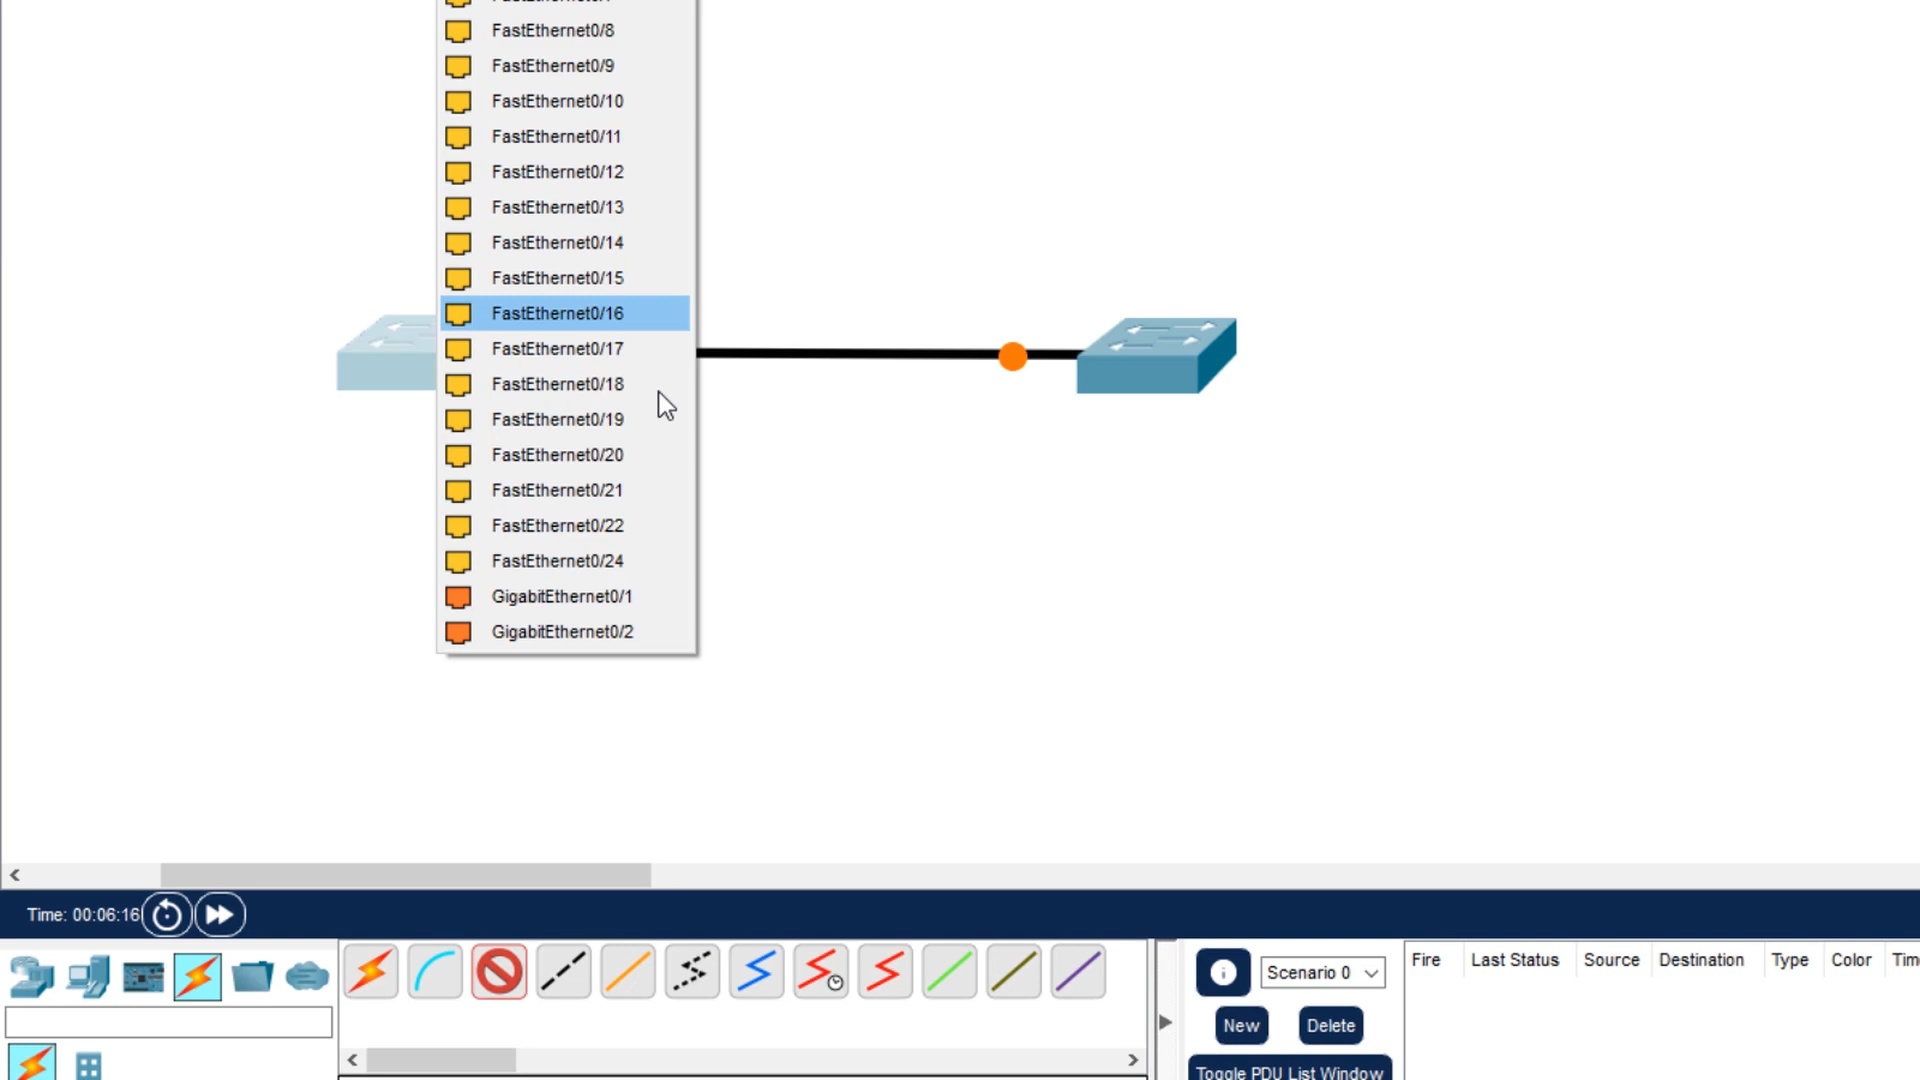 FastEthernet0/8
FastEthernet0/9
FastEthernet0/10
FastEthernet0/11
FastEthernet0/12
FastEthernet0/13
FastEthernet0/14
FastEthernet0/15
FastEthernet0/16
FastEthernet0/17
FastEthernet0/18
FastEthernet0/19
FastEthernet0/20
FastEthernet0/21
FastEthernet0/22
FastEthernet0/24
GigabitEthernet0/1
GigabitEthernet0/2
Time: 00:06:16
Scenario 0
New Delete
Toggle PDU List Window
Fire Last Status Source Destination Type Color